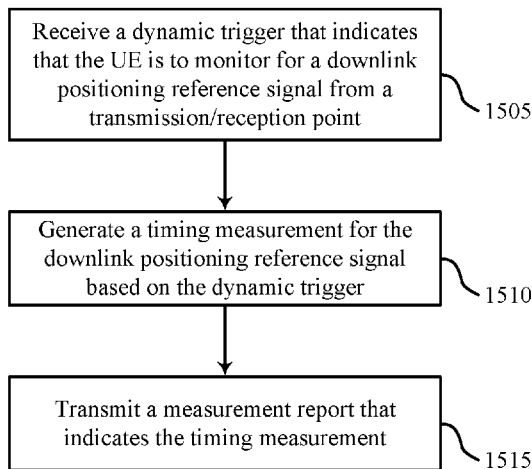 Receive a dynamic trigger that indicates
that the UE is to monitor for a downlink
positioning reference signal from a
transmission/reception point
1505
Generate a timing measurement for the
downlink positioning reference signal
based on the dynamic trigger
1510
Transmit a measurement report that
indicates the timing measurement
1515